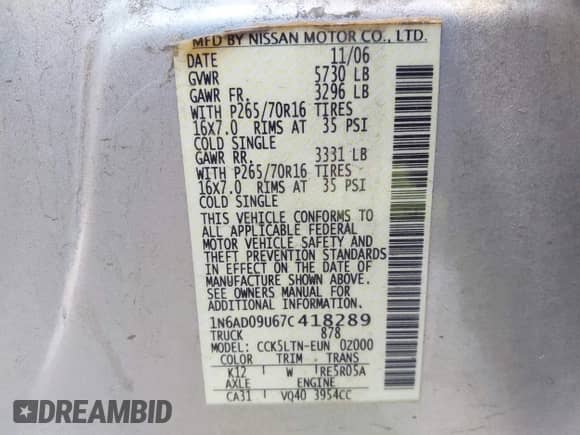 MFD BY NISSAN MOTOR CO., LTD.
DATE 11/06
GVWR 5730 LB
GAWR FR. 3296 LB
WITH P265/70R16 TIRES
16x7.0 RIMS AT 35 PSI
COLD SINGLE
GAWR RR. 3331 LB
WITH P265/70R16 TIRES
16x7.0 RIMS AT 35 PSI
COLD SINGLE
THIS VEHICLE CONFORMS TO
ALL APPLICABLE FEDERAL
MOTOR VEHICLE SAFETY AND
THEFT PREVENTION STANDARDS
IN EFFECT ON THE DATE OF
MANUFACTURE SHOWN ABOVE.
SEE OWNERS MANUAL FOR
ADDITIONAL INFORMATION
1N6AD09U67C418289
TRUCK 878
MODEL: CCK5LTN-EUN 02000
COLOR TRIM TRANS
K12 W RE5R05A
AXLE ENGINE
CA31 VQ40 3954CC
DREAMBID
dreambid.com